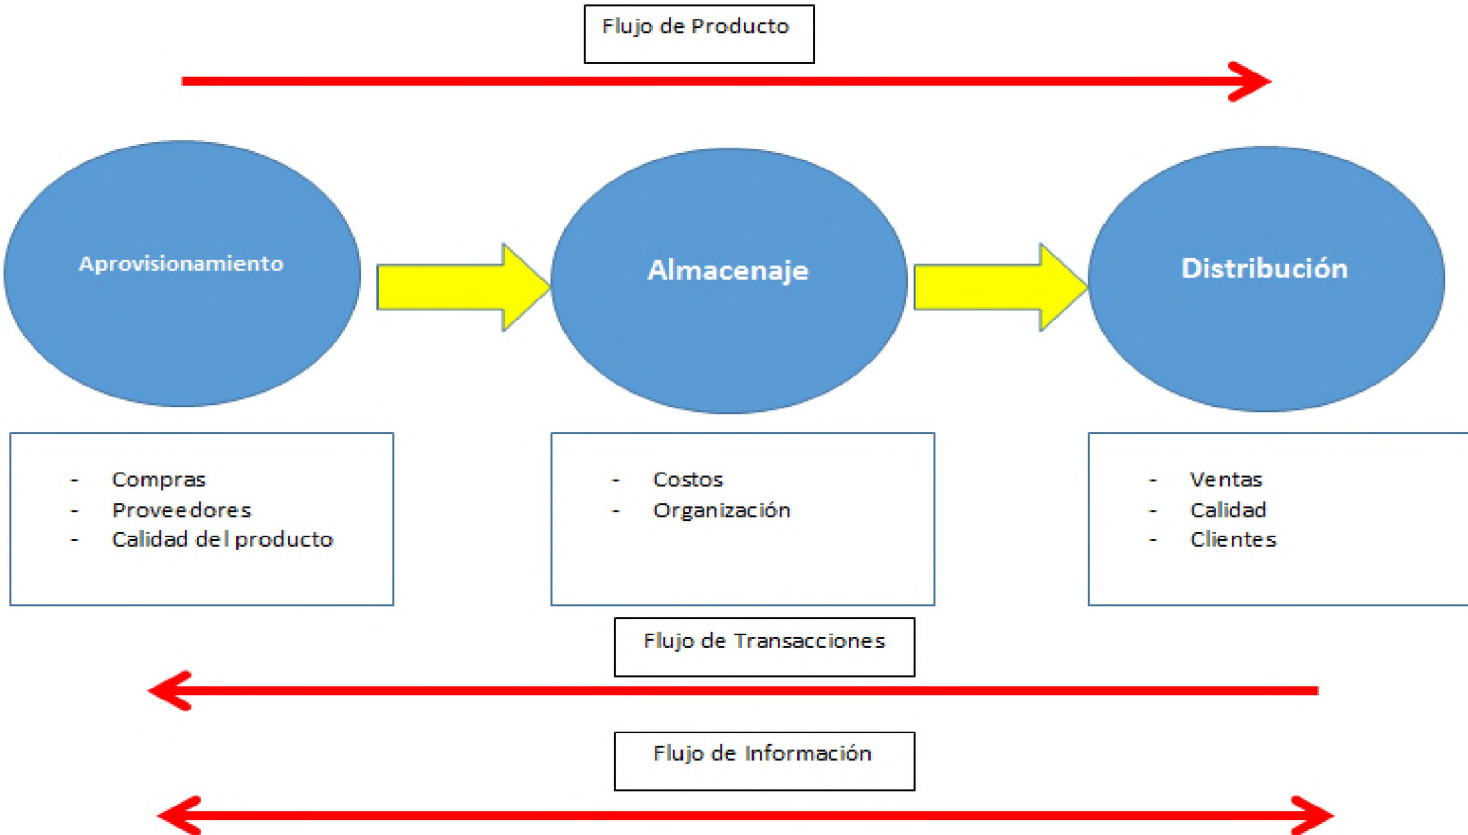 Flujo de Producto
Aprovisionamiento
Almacenaje
Distribución
- Compras
- Proveedores
- Calidad del producto
- Costos
- Organización
- Ventas
- Calidad
- Clientes
Flujo de Transacciones
Flujo de Información